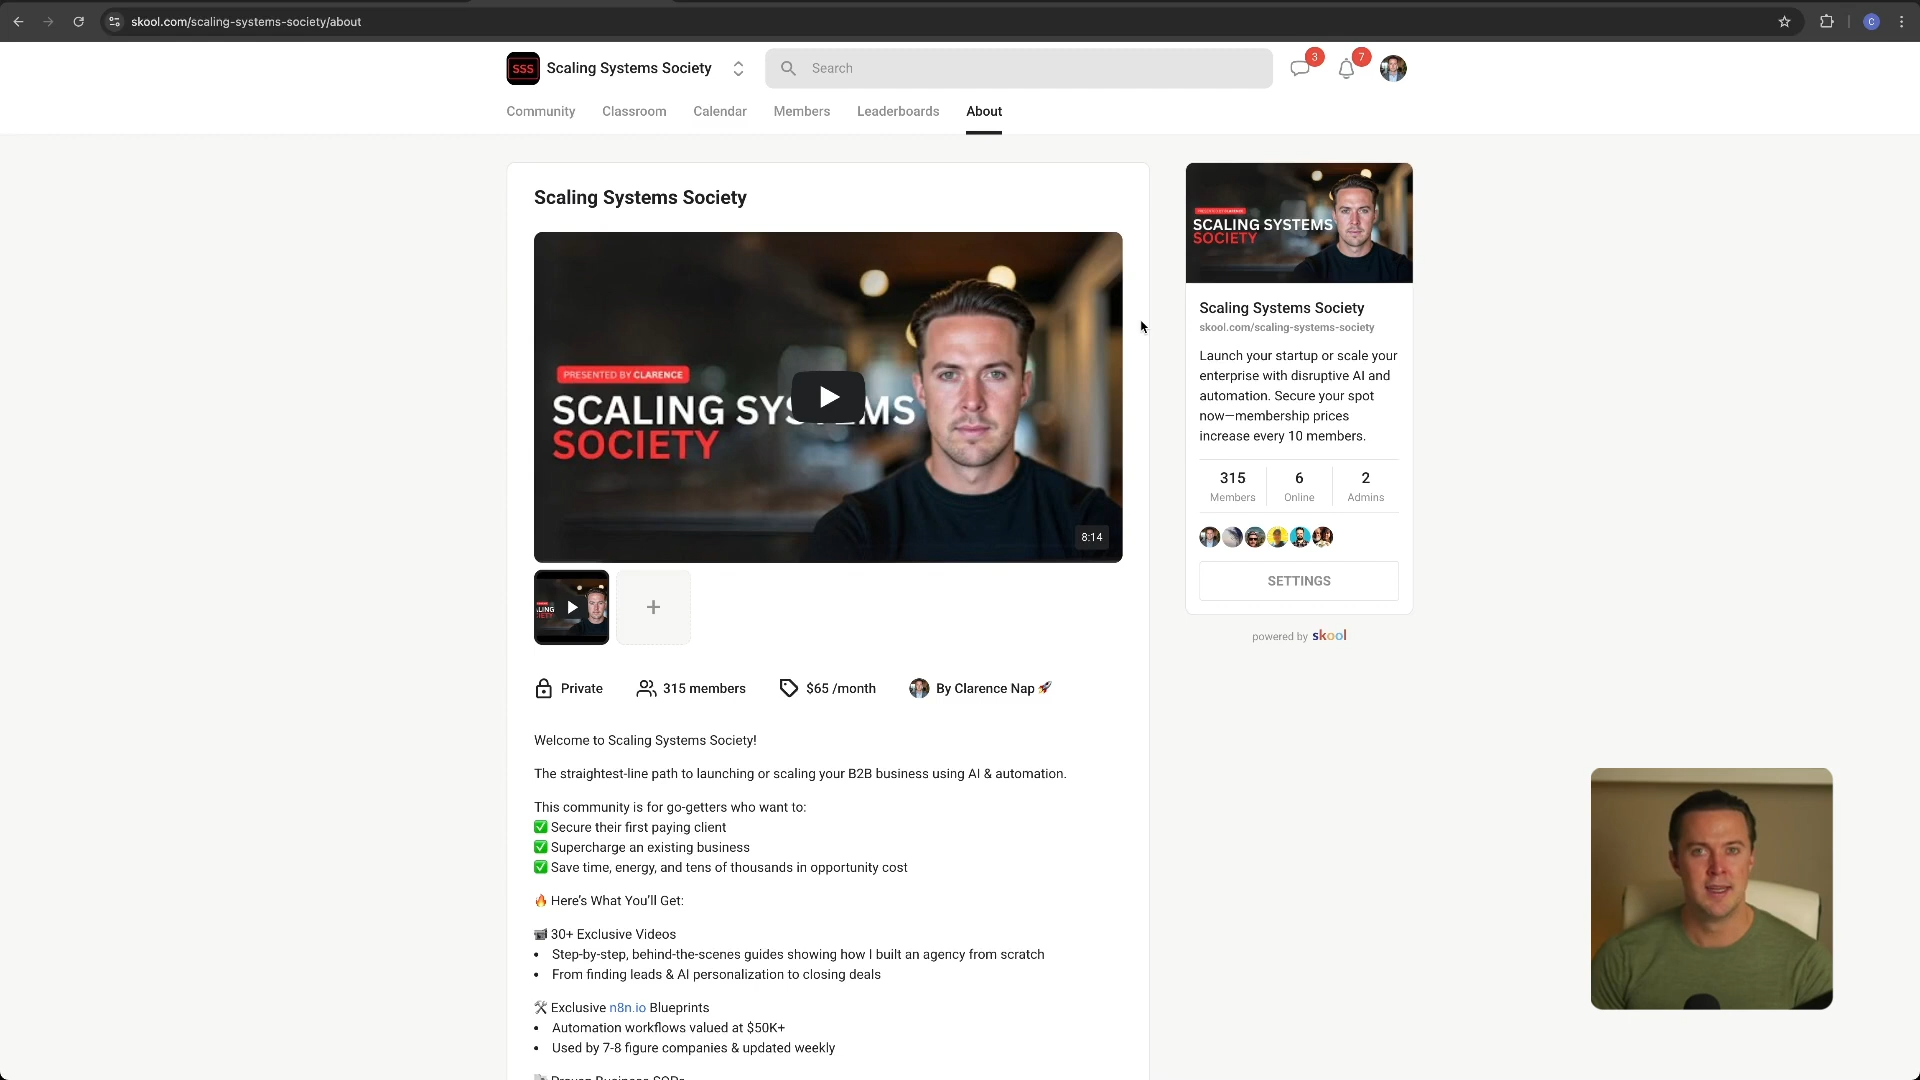 skool.com/scaling-systems-society/about
C
SSS
Scaling Systems Society
Search
3
7
Community
Classroom
Calendar
Members
Leaderboards
About
Scaling Systems Society
PRESENTED BY CLARENCE
SCALING SYSTEMS
SOCIETY
8:14
+
Private
315 members
$65 /month
By Clarence Nap 🚀
Welcome to Scaling Systems Society!
The straightest-line path to launching or scaling your B2B business using AI & automation.
This community is for go-getters who want to:
✅ Secure their first paying client
✅ Supercharge an existing business
✅ Save time, energy, and tens of thousands in opportunity cost
🔥 Here's What You'll Get:
📹 30+ Exclusive Videos
• Step-by-step, behind-the-scenes guides showing how I built an agency from scratch
• From finding leads & AI personalization to closing deals
🛠 Exclusive n8n.io Blueprints
• Automation workflows valued at $50K+
• Used by 7-8 figure companies & updated weekly
PRESENTED BY CLARENCE
SCALING SYSTEMS
SOCIETY
Scaling Systems Society
skool.com/scaling-systems-society
Launch your startup or scale your
enterprise with disruptive AI and
automation. Secure your spot
now—membership prices
increase every 10 members.
315
Members
6
Online
2
Admins
SETTINGS
powered by skool